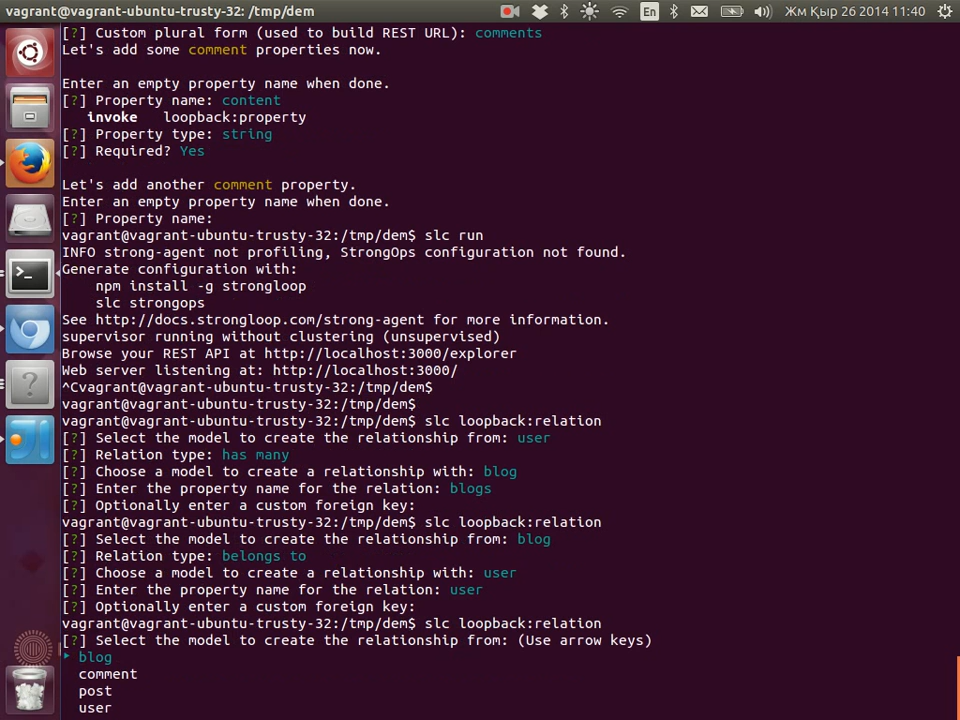 vagrant@vagrant-ubuntu-trusty-32: /tmp/dem
En
Жм Қыр 26 2014 11:40
[?] Custom plural form (used to build REST URL): comments
Let's add some comment properties now.
Enter an empty property name when done.
[?] Property name: content
invoke   loopback:property
[?] Property type: string
[?] Required? Yes
Let's add another comment property.
Enter an empty property name when done.
[?] Property name:
vagrant@vagrant-ubuntu-trusty-32:/tmp/dem$ slc run
INFO strong-agent not profiling, StrongOps configuration not found.
Generate configuration with:
npm install -g strongloop
slc strongops
See http://docs.strongloop.com/strong-agent for more information.
supervisor running without clustering (unsupervised)
Browse your REST API at http://localhost:3000/explorer
Web server listening at: http://localhost:3000/
^Cvagrant@vagrant-ubuntu-trusty-32:/tmp/dem$
vagrant@vagrant-ubuntu-trusty-32:/tmp/dem$
vagrant@vagrant-ubuntu-trusty-32:/tmp/dem$ slc loopback:relation
[?] Select the model to create the relationship from: user
[?] Relation type: has many
[?] Choose a model to create a relationship with: blog
[?] Enter the property name for the relation: blogs
[?] Optionally enter a custom foreign key:
vagrant@vagrant-ubuntu-trusty-32:/tmp/dem$ slc loopback:relation
[?] Select the model to create the relationship from: blog
[?] Relation type: belongs to
[?] Choose a model to create a relationship with: user
[?] Enter the property name for the relation: user
[?] Optionally enter a custom foreign key:
vagrant@vagrant-ubuntu-trusty-32:/tmp/dem$ slc loopback:relation
[?] Select the model to create the relationship from: (Use arrow keys)
‣ blog
comment
post
user